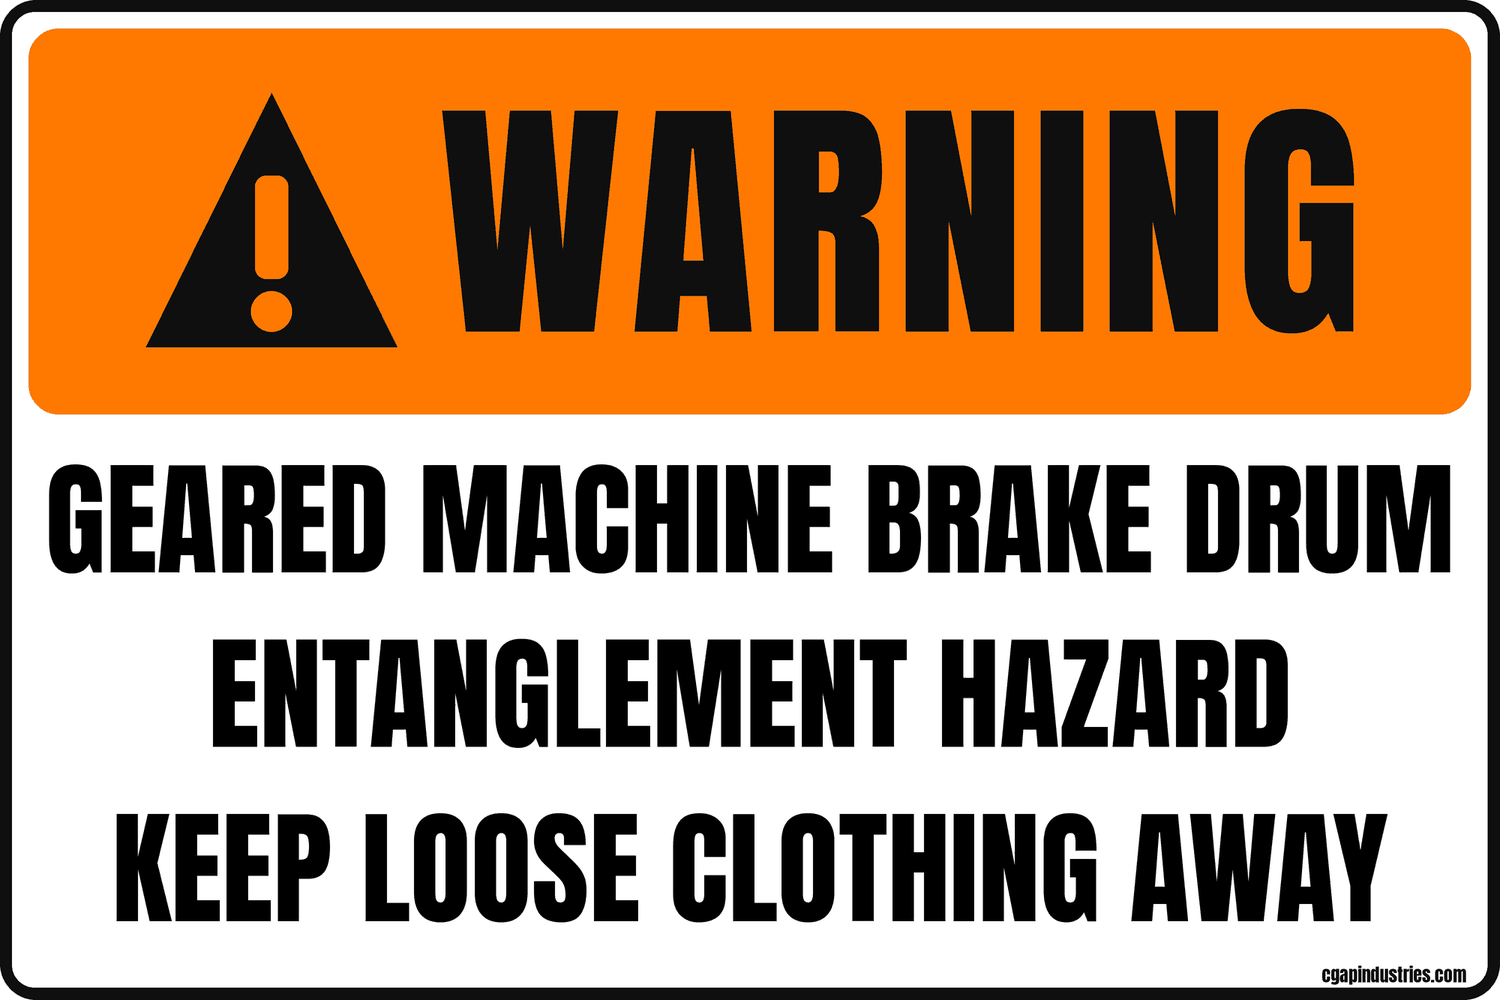 WARNING
GEARED MACHINE BRAKE DRUM
ENTANGLEMENT HAZARD
KEEP LOOSE CLOTHING AWAY
cgapindustries.com